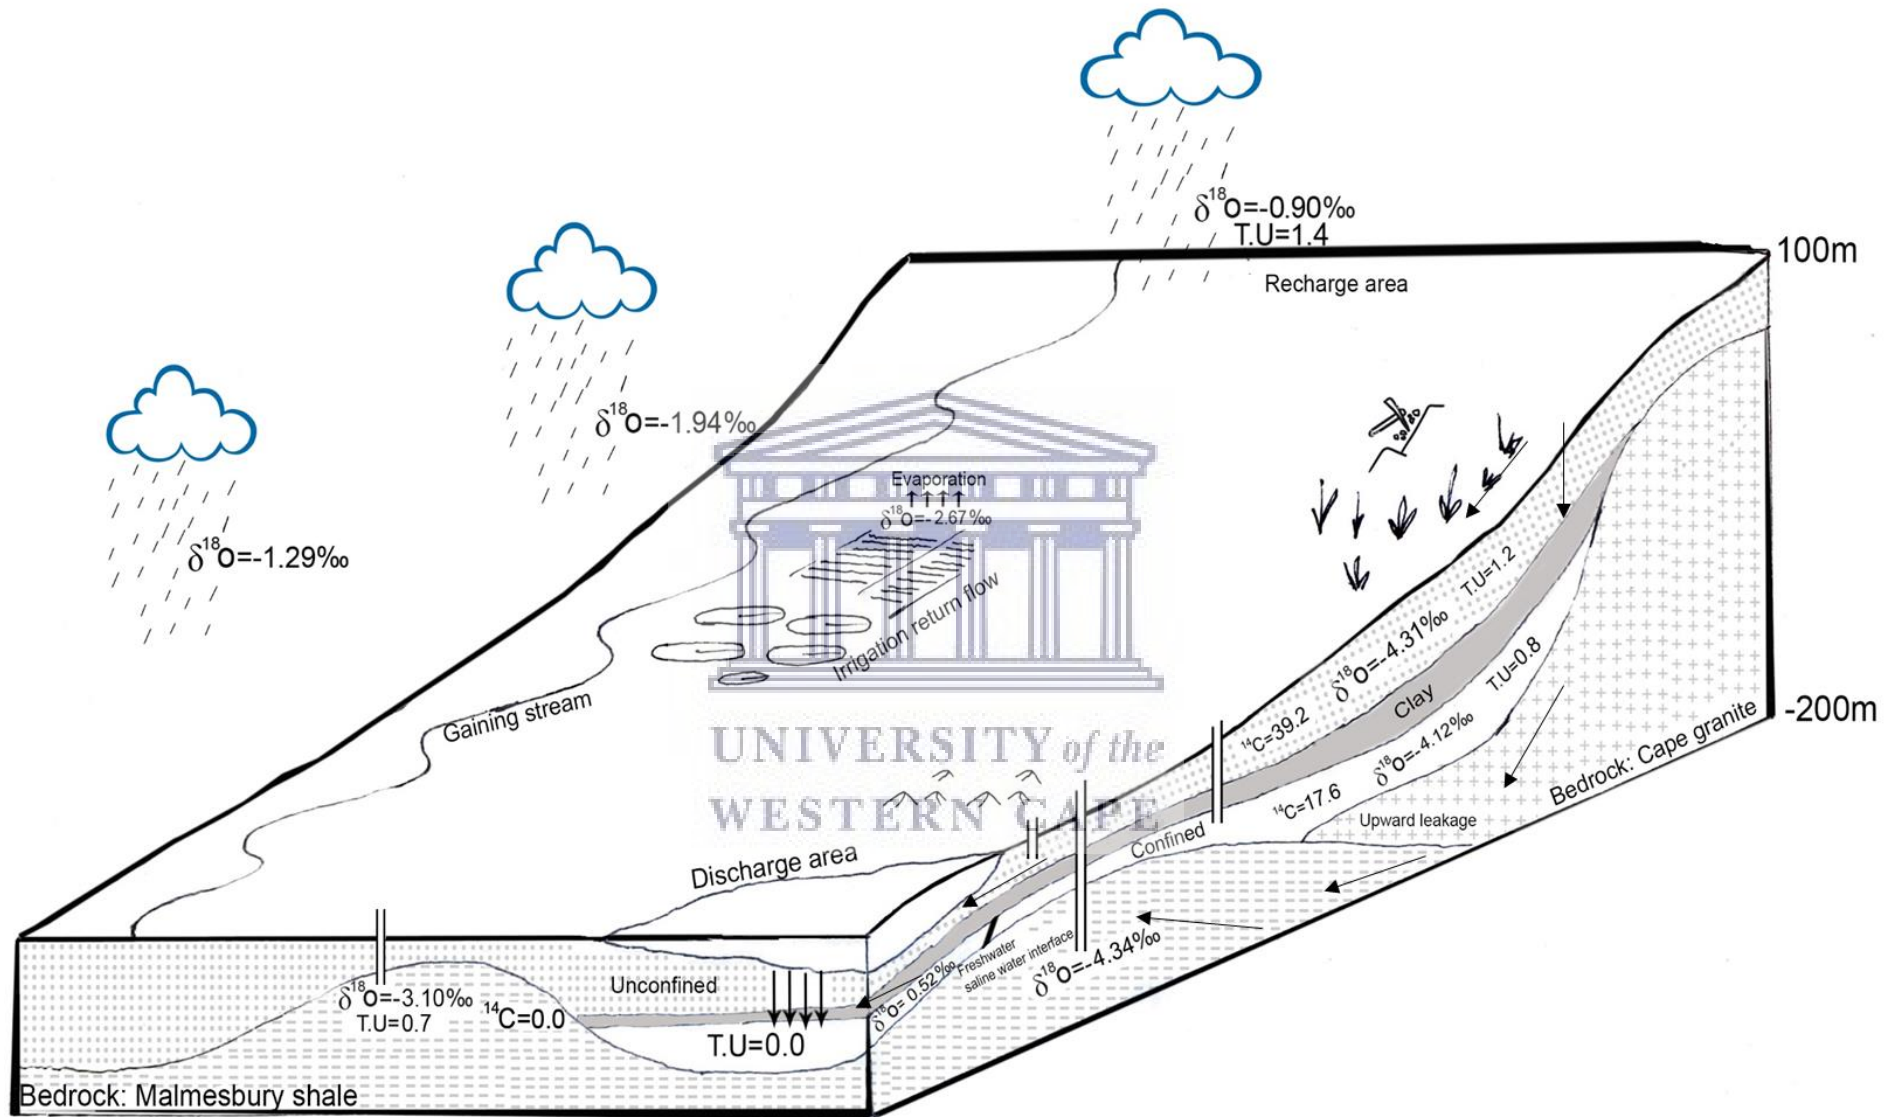 δ¹⁸O=-0.90‰
T.U=1.4
100m
Recharge area
δ¹⁸O=-1.94‰
Evaporation
δ¹⁸O=-2.67‰
δ¹⁸O=-1.29‰
T.U=1.2
Irrigation return flow
δ¹⁸O=-4.31‰
T.U=0.8
Clay
¹⁴C=39.2
-200m
Gaining stream
δ¹⁸O=-4.12‰
Bedrock: Cape granite
UNIVERSITY of the
WESTERN CAPE
¹⁴C=17.6
Upward leakage
Confined
Discharge area
Freshwater
saline water interface
δ¹⁸O=-4.34‰
Unconfined
δ¹⁸O=0.52‰
δ¹⁸O=-3.10‰
T.U=0.7
¹⁴C=0.0
T.U=0.0
Bedrock: Malmesbury shale